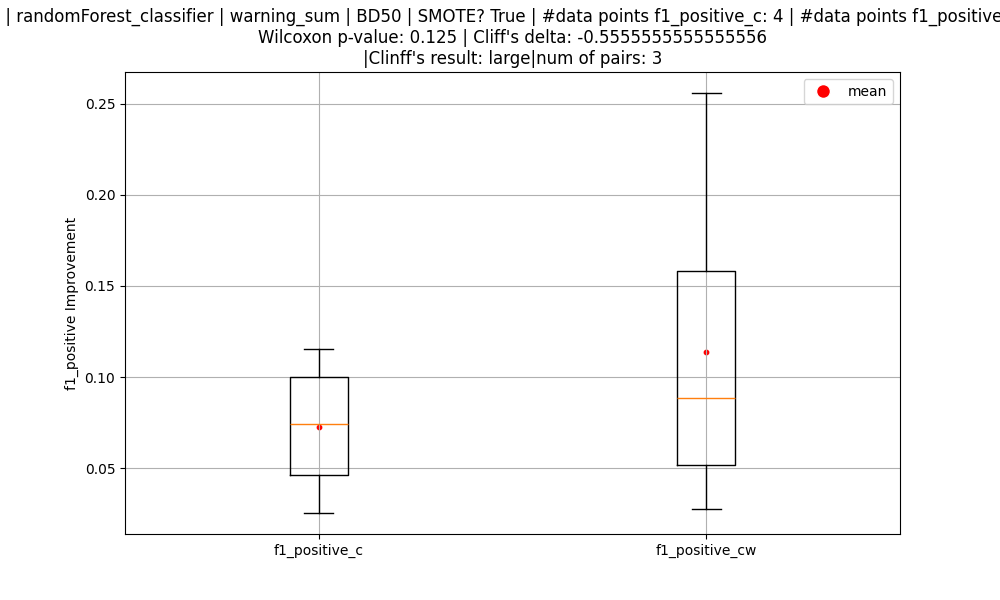 | randomForest_classifier | warning_sum | BD50 | SMOTE? True | #data points f1_positive_c: 4 | #data points f1_positive
Wilcoxon p-value: 0.125 | Cliff's delta: -0.5555555555555556
|Clinff's result: large|num of pairs: 3
mean
0.25
0.20
0.15
0.10
0.05
f1_positive Improvement
f1_positive_c
f1_positive_cw